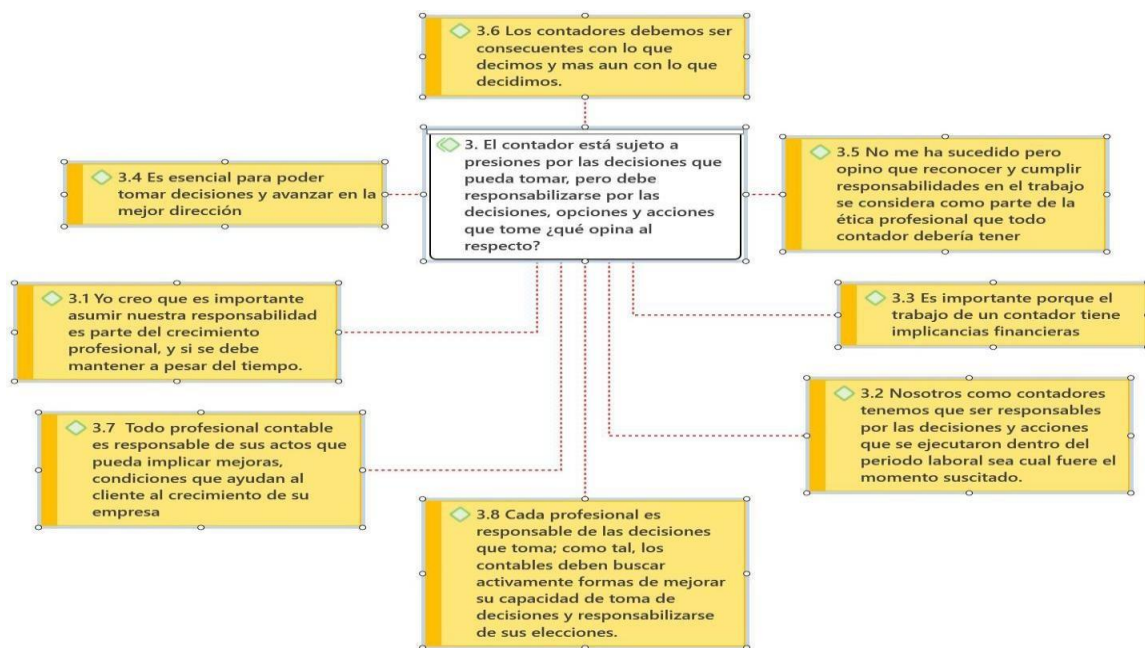 3.6 Los contadores debemos ser
consecuentes con lo que
decimos y mas aun con lo que
decidimos.
3. El contador está sujeto a
presiones por las decisiones que
pueda tomar, pero debe
responsabilizarse por las
decisiones, opciones y acciones
que tome ¿qué opina al
respecto?
3.4 Es esencial para poder
tomar decisiones y avanzar en la
mejor dirección
3.5 No me ha sucedido pero
opino que reconocer y cumplir
responsabilidades en el trabajo
se considera como parte de la
ética profesional que todo
contador debería tener
3.1 Yo creo que es importante
asumir nuestra responsabilidad
es parte del crecimiento
profesional, y si se debe
mantener a pesar del tiempo.
3.3 Es importante porque el
trabajo de un contador tiene
implicancias financieras
3.7 Todo profesional contable
es responsable de sus actos que
pueda implicar mejoras,
condiciones que ayudan al
cliente al crecimiento de su
empresa
3.2 Nosotros como contadores
tenemos que ser responsables
por las decisiones y acciones
que se ejecutaron dentro del
periodo laboral sea cual fuere el
momento suscitado.
3.8 Cada profesional es
responsable de las decisiones
que toma; como tal, los
contables deben buscar
activamente formas de mejorar
su capacidad de toma de
decisiones y responsabilizarse
de sus elecciones.